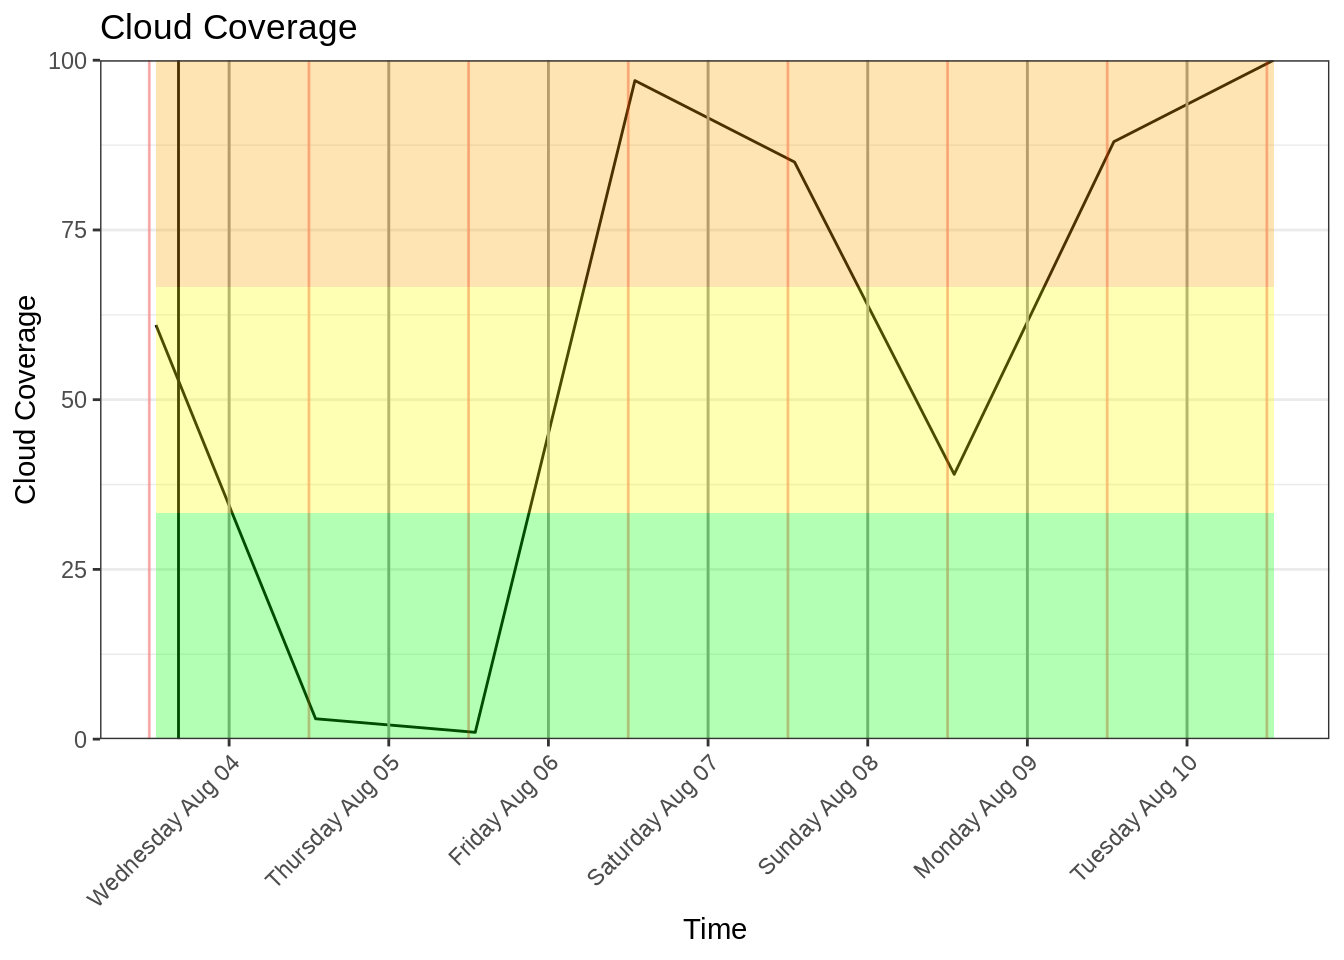 Cloud Coverage
100
75
50
25
0
Cloud Coverage
Wednesday Aug 04
Thursday Aug 05
Friday Aug 06
Saturday Aug 07
Sunday Aug 08
Monday Aug 09
Tuesday Aug 10
Time